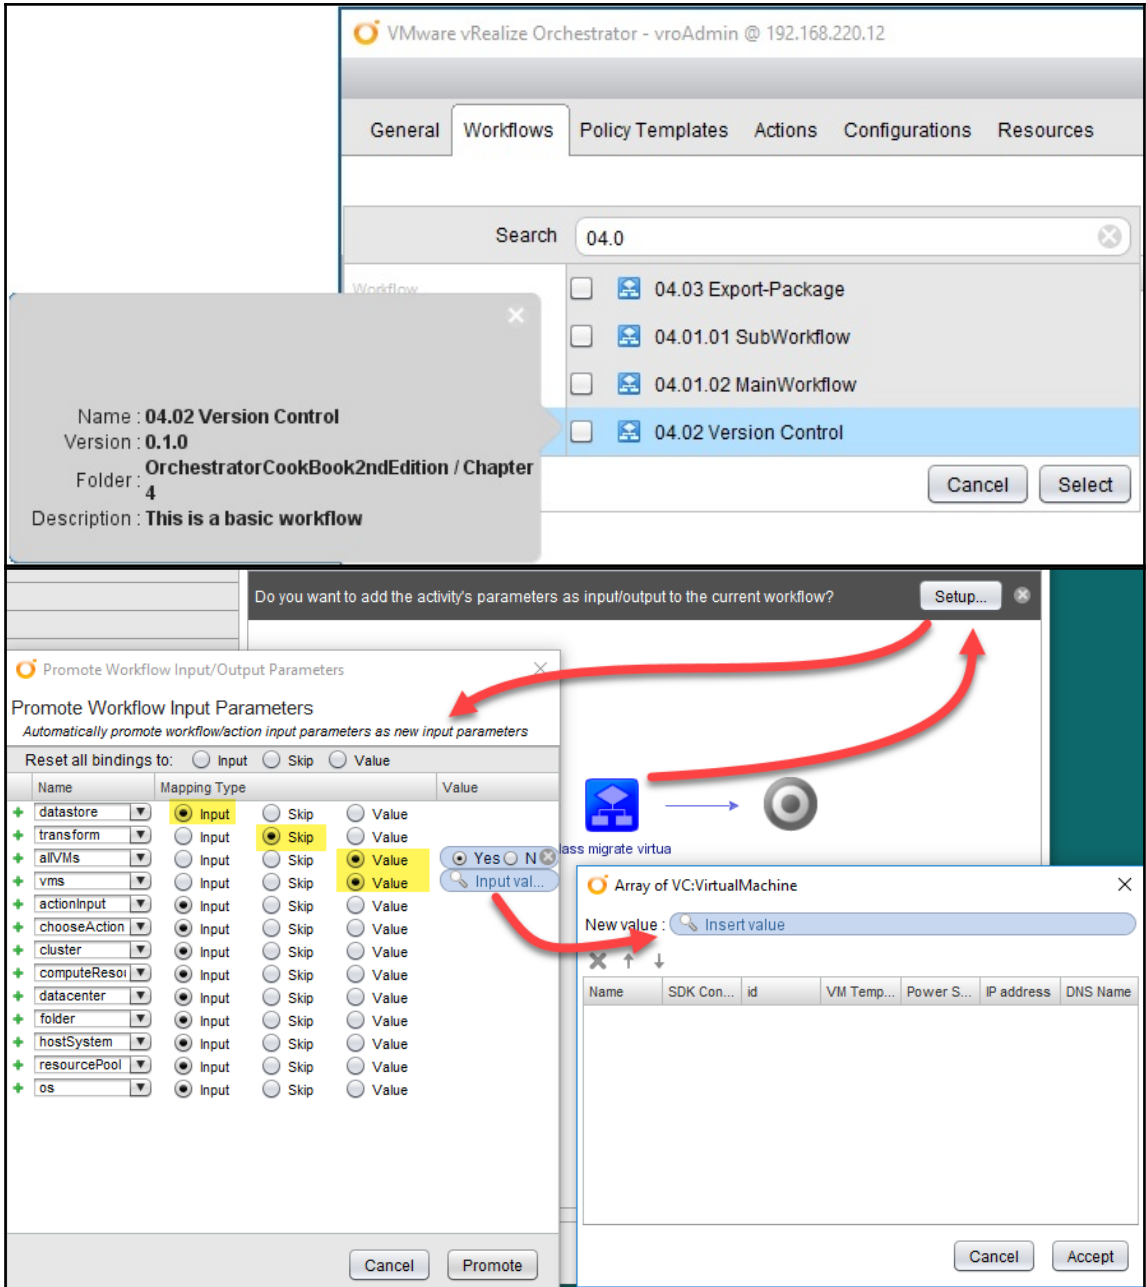 VMware vRealize Orchestrator - vroAdmin @ 192.168.220.12
General Workflows Policy Templates Actions Configurations Resources
Search 04.0
Workflow
04.03 Export-Package
04.01.01 SubWorkflow
04.01.02 MainWorkflow
04.02 Version Control
Cancel Select
Name : 04.02 Version Control
Version : 0.1.0
Folder : OrchestratorCookBook2ndEdition / Chapter
4
Description : This is a basic workflow
Do you want to add the activity's parameters as input/output to the current workflow? Setup...
Promote Workflow Input/Output Parameters
Promote Workflow Input Parameters
Automatically promote workflow/action input parameters as new input parameters
Reset all bindings to: Input Skip Value
Name Mapping Type Value
datastore Input Skip Value
transform Input Skip Value
allVMs Input Skip Value Yes N
vms Input Skip Value Input val...
actionInput Input Skip Value
chooseAction Input Skip Value
cluster Input Skip Value
computeResou Input Skip Value
datacenter Input Skip Value
folder Input Skip Value
hostSystem Input Skip Value
resourcePool Input Skip Value
os Input Skip Value
Cancel Promote
lass migrate virtua
Array of VC:VirtualMachine
New value : Insert value
Name SDK Con... id VM Temp... Power S... IP address DNS Name
Cancel Accept